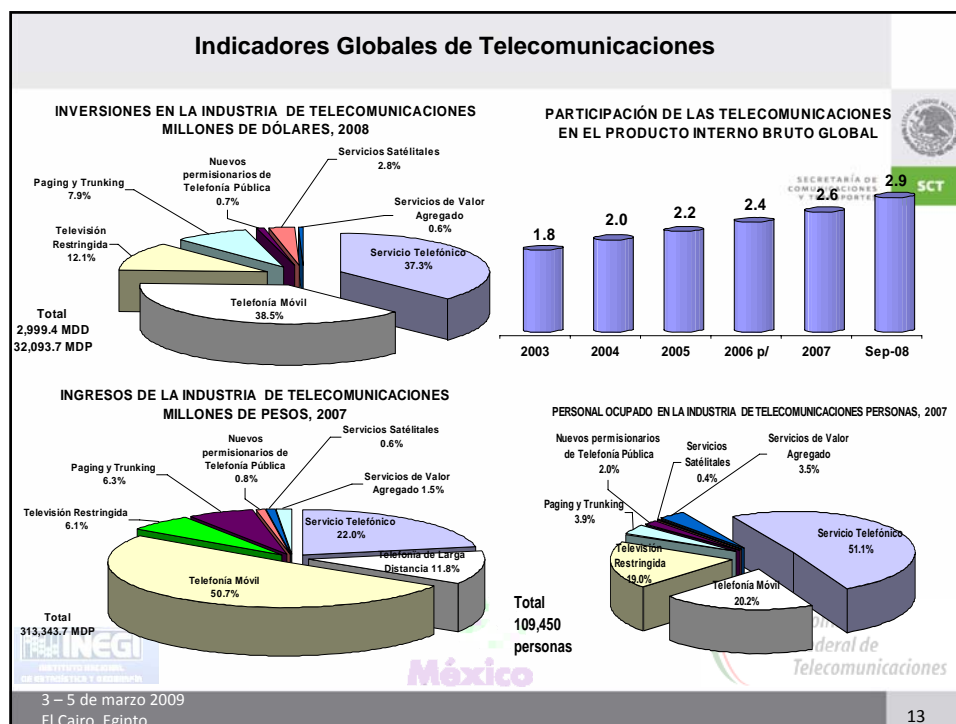 Indicadores Globales de Telecomunicaciones
INVERSIONES EN LA INDUSTRIA DE TELECOMUNICACIONES
MILLONES DE DÓLARES, 2008
Servicios Satélitales
2.8%
Nuevos
permisionarios de
Telefonía Pública
0.7%
Paging y Trunking
7.9%
Servicios de Valor
Agregado
0.6%
Televisión
Restringida
12.1%
Servicio Telefónico
37.3%
Telefonía Móvil
38.5%
Total
2,999.4 MDD
32,093.7 MDP
PARTICIPACIÓN DE LAS TELECOMUNICACIONES
EN EL PRODUCTO INTERNO BRUTO GLOBAL
SECRETARÍA DE
COMUNICACIONES
Y TRANSPORTES
SCT
1.8
2.0
2.2
2.4
2.6
2.9
2003
2004
2005
2006 p/
2007
Sep-08
INGRESOS DE LA INDUSTRIA DE TELECOMUNICACIONES
MILLONES DE PESOS, 2007
Servicios Satélitales
0.6%
Nuevos
permisionarios de
Telefonía Pública
0.8%
Paging y Trunking
6.3%
Servicios de Valor
Agregado 1.5%
Televisión Restringida
6.1%
Servicio Telefónico
22.0%
Telefonía de Larga
Distancia 11.8%
Telefonía Móvil
50.7%
Total
313,343.7 MDP
PERSONAL OCUPADO EN LA INDUSTRIA DE TELECOMUNICACIONES PERSONAS, 2007
Nuevos permisionarios
de Telefonía Pública
2.0%
Servicios
Satélitales
0.4%
Servicios de Valor
Agregado
3.5%
Paging y Trunking
3.9%
Servicio Telefónico
51.1%
Televisión
Restringida
19.0%
Telefonía Móvil
20.2%
Total
109,450
personas
INEGI
INSTITUTO NACIONAL
DE ESTADÍSTICA Y GEOGRAFÍA
México
Federal de
Telecomunicaciones
3 – 5 de marzo 2009
El Cairo, Egipto
13